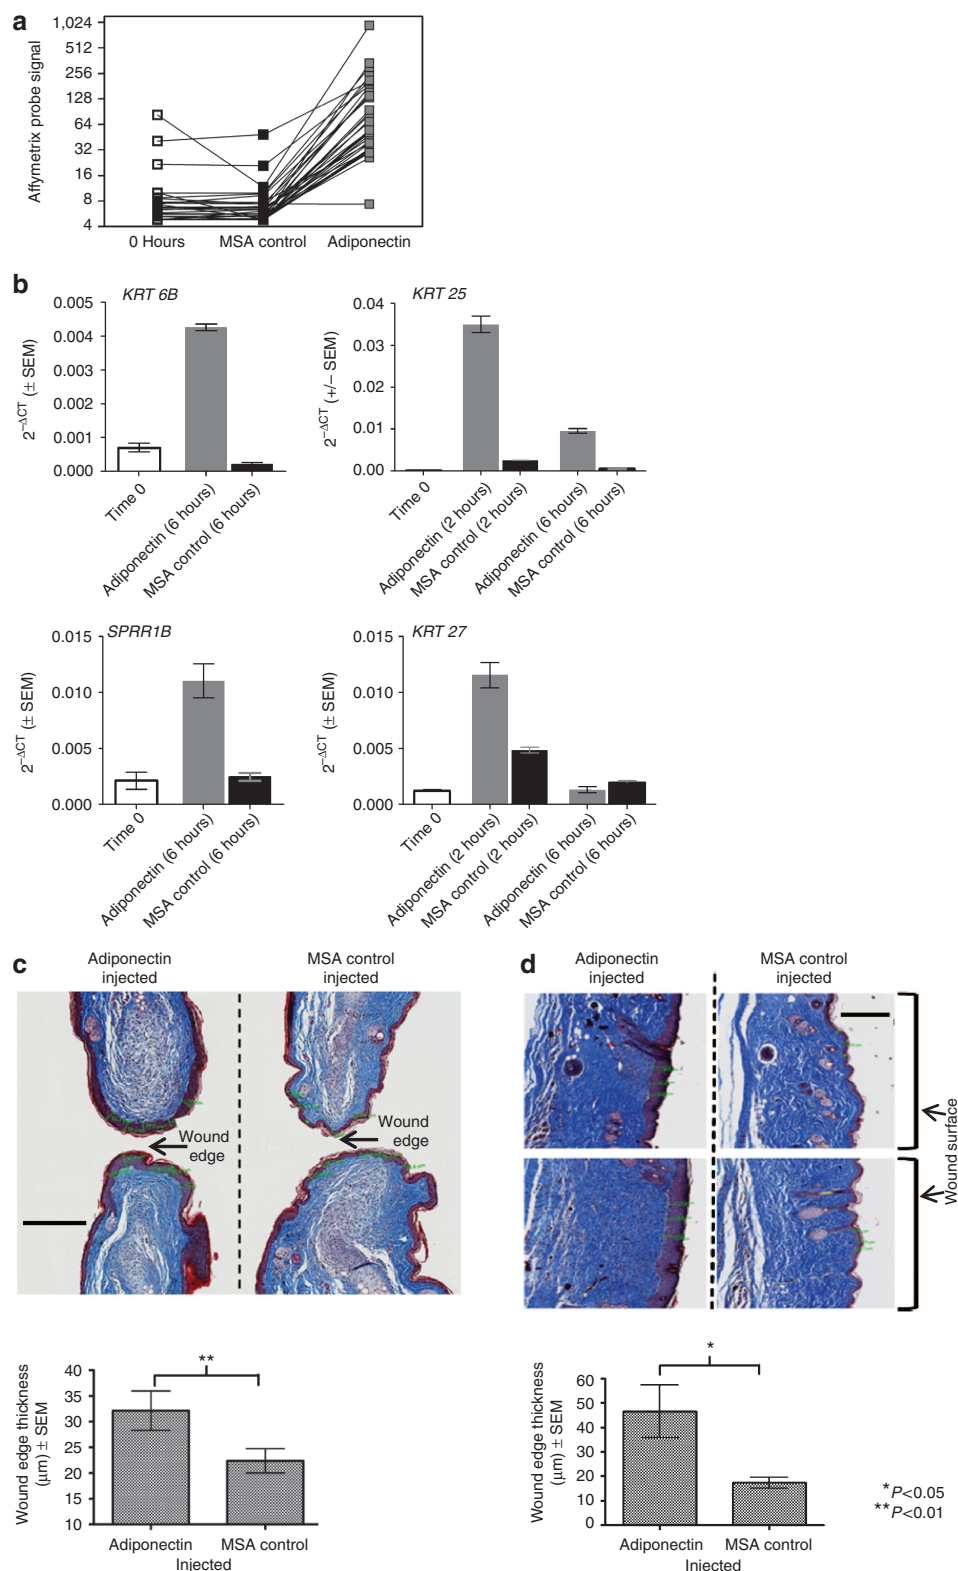 a
Affymetrix probe signal
1,024
512
256
128
64
32
16
8
4
0 Hours MSA control Adiponectin
b
KRT 6B
2−ΔCT (± SEM)
0.005
0.004
0.003
0.002
0.001
0.000
Time 0
Adiponectin (6 hours)
MSA control (6 hours)
KRT 25
2−ΔCT (+/− SEM)
0.04
0.03
0.02
0.01
0.00
Time 0
Adiponectin (2 hours)
MSA control (2 hours)
Adiponectin (6 hours)
MSA control (6 hours)
SPRR1B
2−ΔCT (± SEM)
0.015
0.010
0.005
0.000
Time 0
Adiponectin (6 hours)
MSA control (6 hours)
KRT 27
2−ΔCT (± SEM)
0.015
0.010
0.005
0.000
Time 0
Adiponectin (2 hours)
MSA control (2 hours)
Adiponectin (6 hours)
MSA control (6 hours)
c
Adiponectin
injected
MSA control
injected
Wound
edge
Wound
edge
d
Adiponectin
injected
MSA control
injected
Wound surface
Wound edge thickness
(μm) ± SEM
40
35
30
25
20
15
10
**
Adiponectin MSA control
Injected
Wound edge thickness
(μm) ± SEM
60
50
40
30
20
10
0
*
Adiponectin MSA control
Injected
*P<0.05
**P<0.01